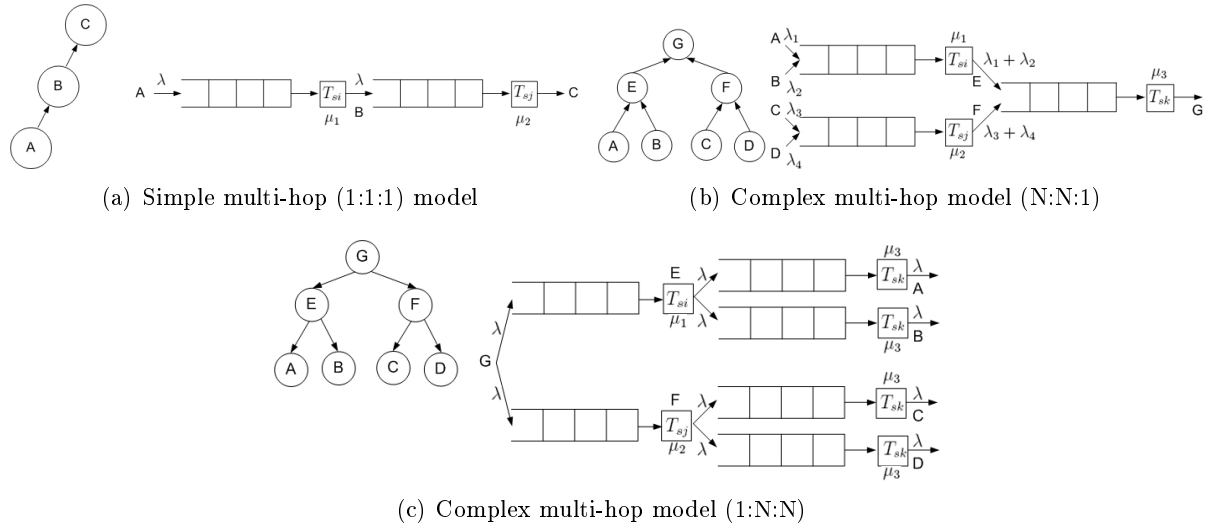 C
B
A
A λ
T_si
μ_1
λ
B
T_sj
μ_2
C
(a) Simple multi-hop (1:1:1) model
G
E F
A B C D
A λ_1
B λ_2
C λ_3
D λ_4
μ_1
T_si
λ_1 + λ_2
E
F
T_sj
μ_2
λ_3 + λ_4
μ_3
T_sk
G
(b) Complex multi-hop model (N:N:1)
G
E F
A B C D
G
λ
λ
E
T_si
μ_1
λ
λ
μ_3
T_sk
λ
A
T_sk
μ_3
λ
B
F
T_sj
μ_2
λ
λ
μ_3
T_sk
λ
C
T_sk
μ_3
λ
D
(c) Complex multi-hop model (1:N:N)